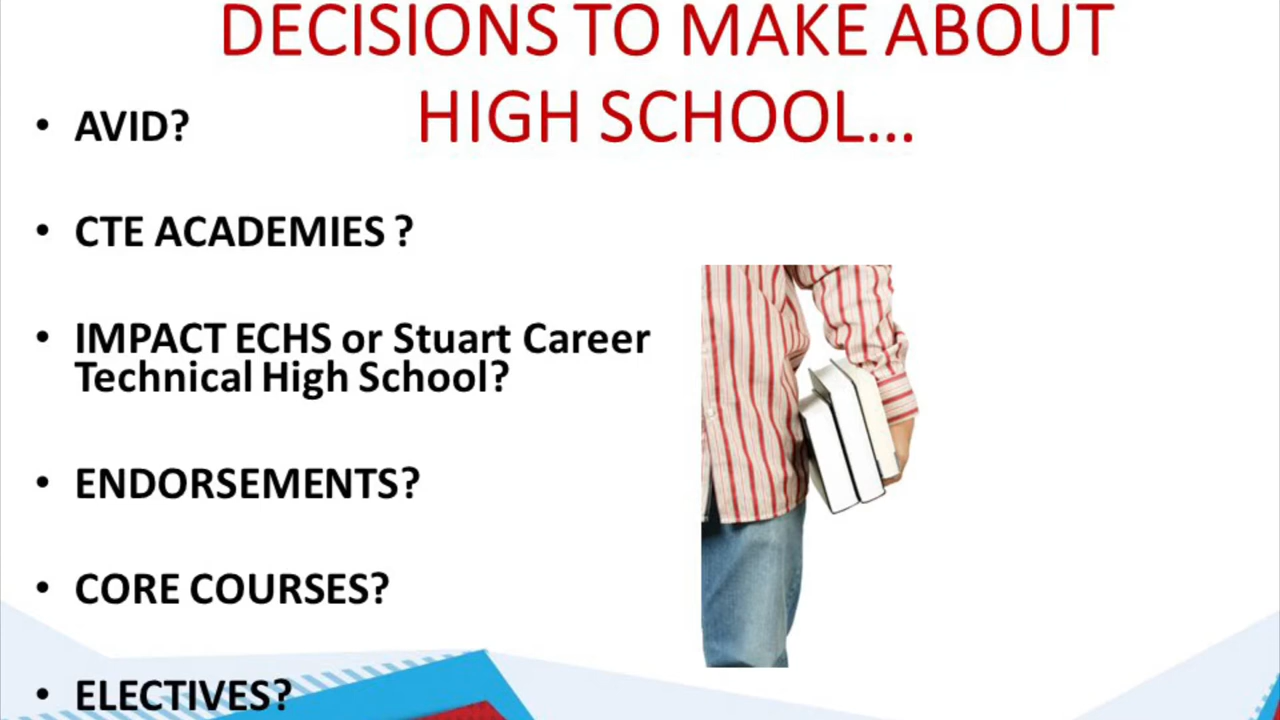 DECISIONS TO MAKE ABOUT
HIGH SCHOOL...
• AVID?
• CTE ACADEMIES ?
• IMPACT ECHS or Stuart Career
Technical High School?
• ENDORSEMENTS?
• CORE COURSES?
• ELECTIVES?